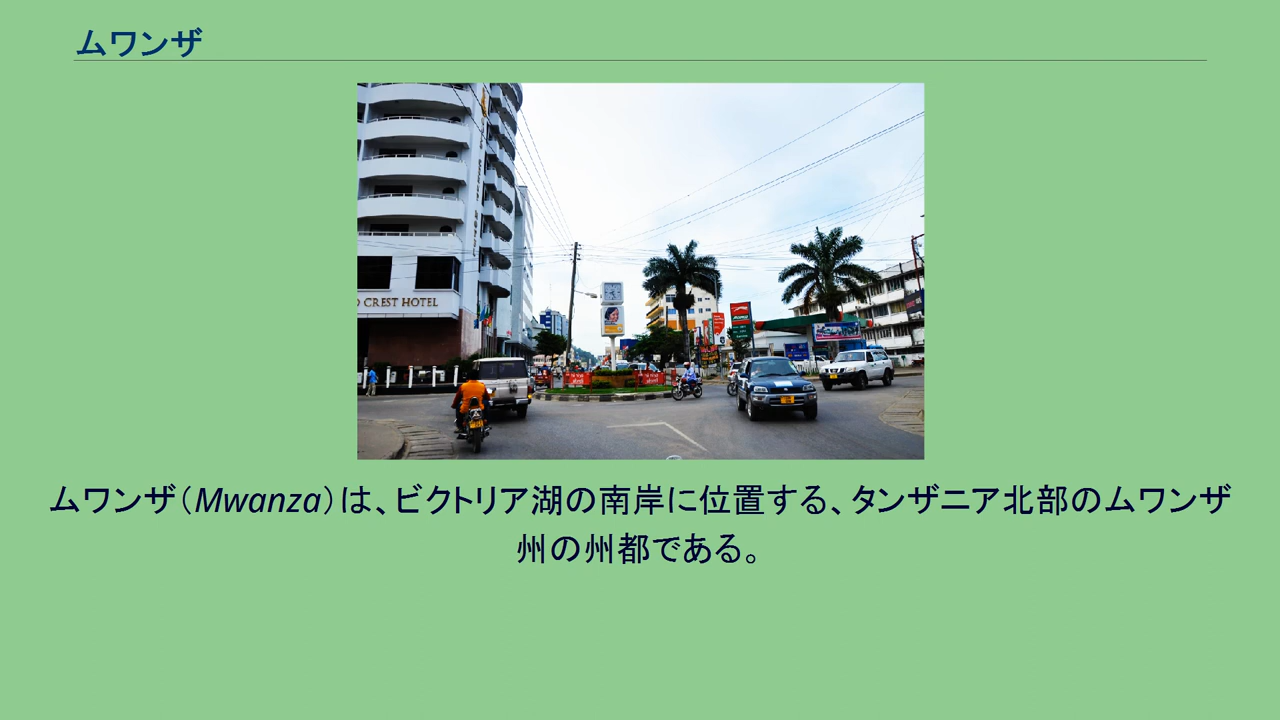 ムワンザ
CREST HOTEL
ムワンザ（Mwanza）は、ビクトリア湖の南岸に位置する、タンザニア北部のムワンザ
州の州都である。